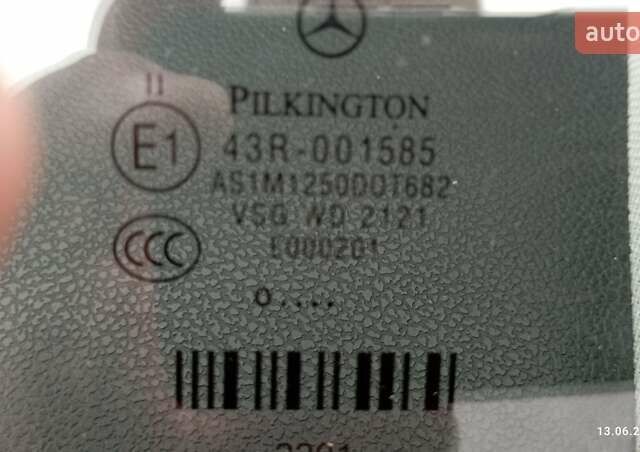 auto
II
PILKINGTON
E1
43R-001585
AS1M1250DOT682
VSG WD 2121
E000201
CCC
o....
13.06.2